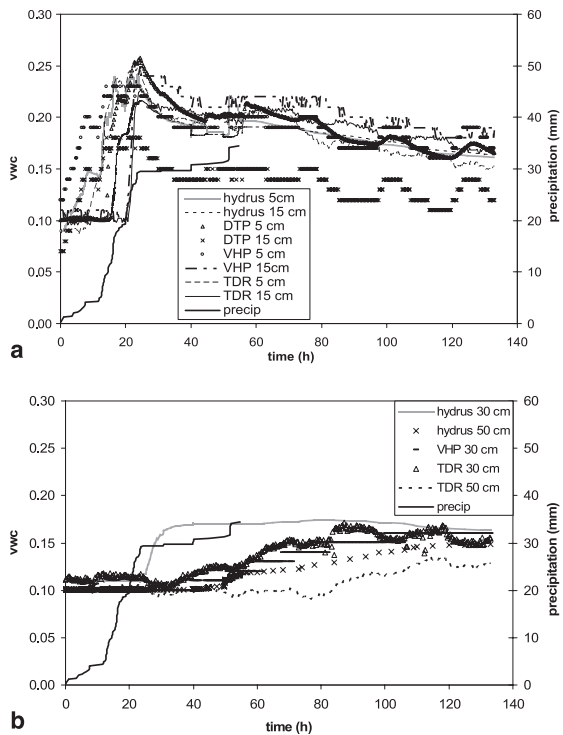 0.30
0.25
0.20
0.15
0.10
0.05
0.00
vwc
60
50
40
30
20
10
0
precipitation (mm)
hydrus 5cm
hydrus 15 cm
DTP 5 cm
DTP 15 cm
VHP 5 cm
VHP 15cm
TDR 5 cm
TDR 15 cm
precip
0 20 40 60 80 100 120 140
time (h)
a
0.30
0.25
0.20
0.15
0.10
0.05
0.00
vwc
60
50
40
30
20
10
0
precipitation (mm)
hydrus 30 cm
hydrus 50 cm
VHP 30 cm
TDR 30 cm
TDR 50 cm
precip
0 20 40 60 80 100 120 140
time (h)
b